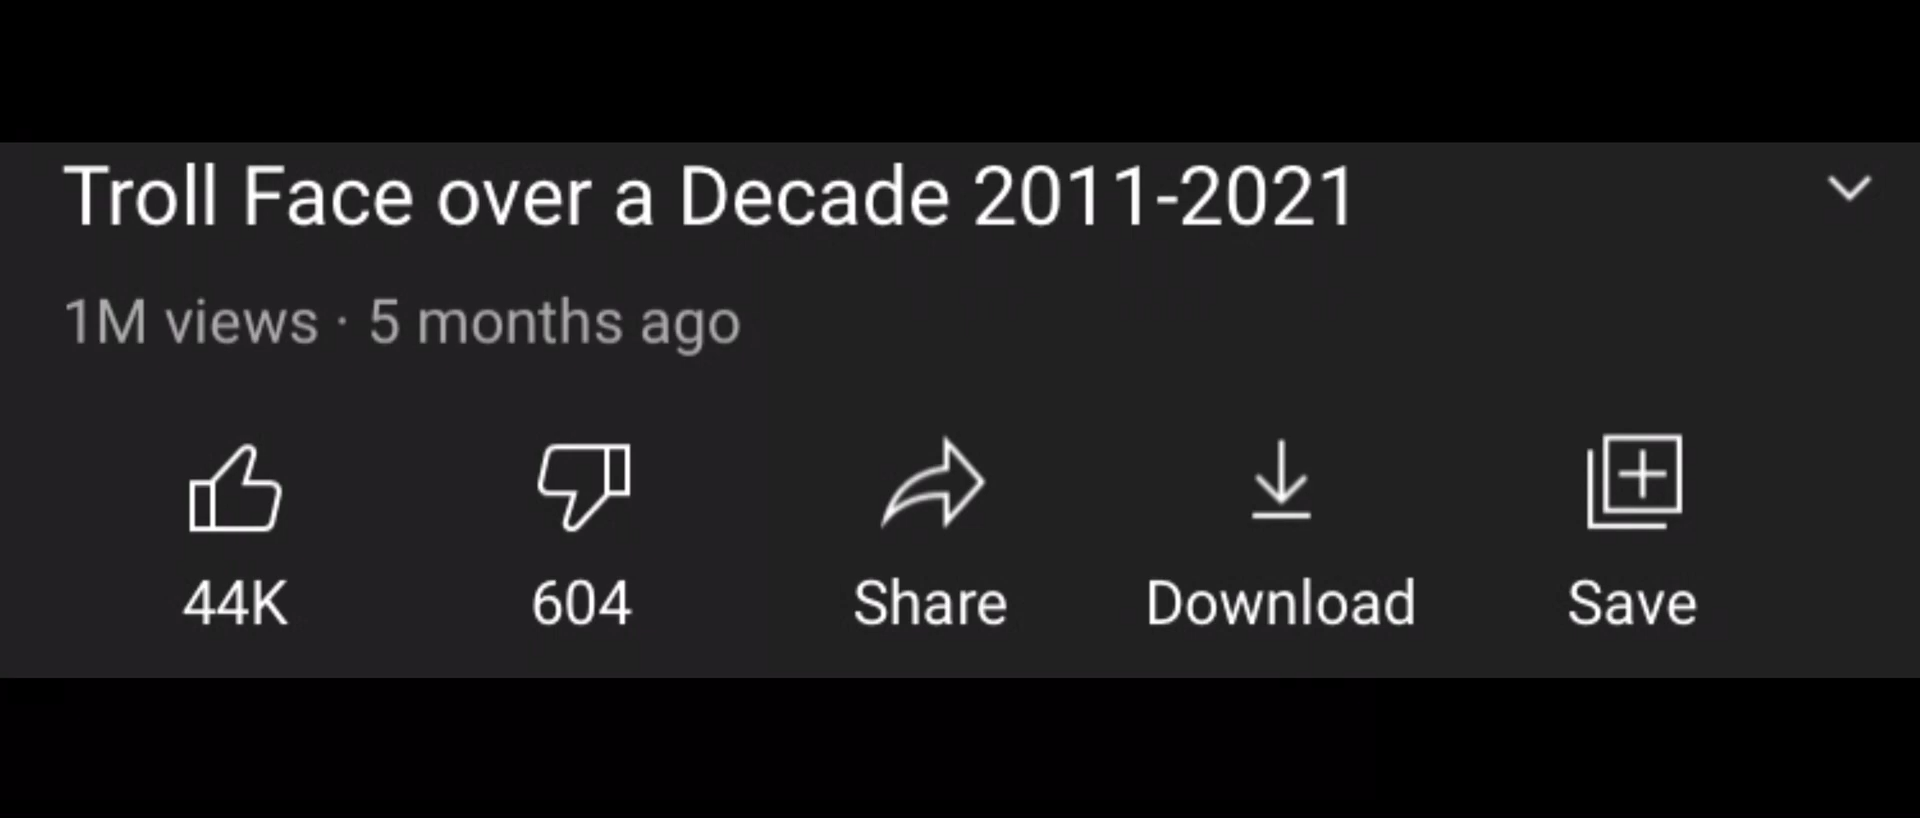 Troll Face over a Decade 2011-2021
1M views · 5 months ago
44K 604 Share Download Save